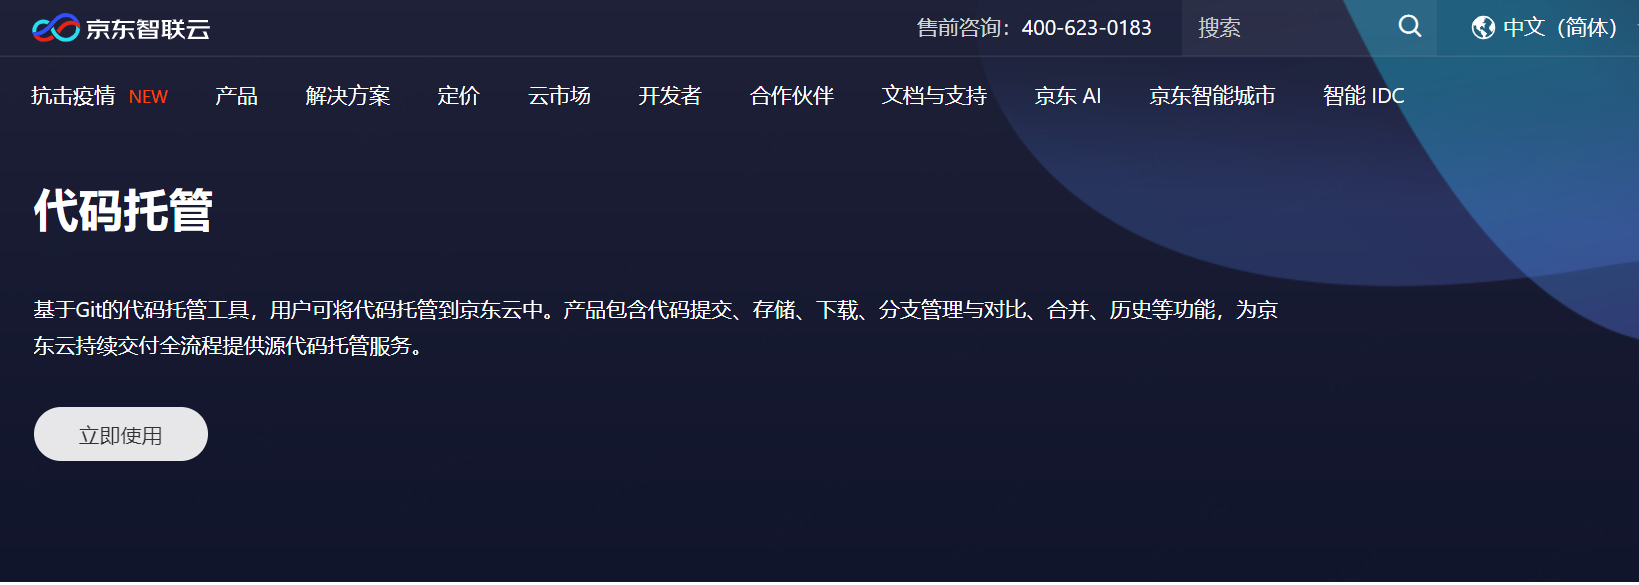 京东智联云 售前咨询：400-623-0183 搜索 中文（简体）
抗击疫情 NEW 产品 解决方案 定价 云市场 开发者 合作伙伴 文档与支持 京东 AI 京东智能城市 智能 IDC
代码托管
基于Git的代码托管工具，用户可将代码托管到京东云中。产品包含代码提交、存储、下载、分支管理与对比、合并、历史等功能，为京
东云持续交付全流程提供源代码托管服务。
立即使用